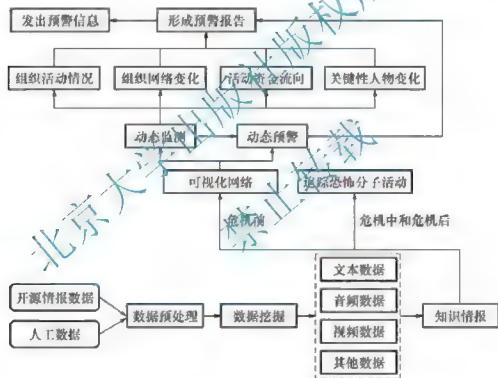 发出预警信息 形成预警报告
组织活动情况 组织网络变化 活动资金流向 关键性人物变化
动态监测 动态预警
可视化网络 追踪恐怖分子活动
危机前 危机中和危机后
文本数据
开源情报数据 音频数据
数据预处理 数据挖掘 知识情报
人工数据 视频数据
其他数据
北京大学出版社版权所有
禁止转载